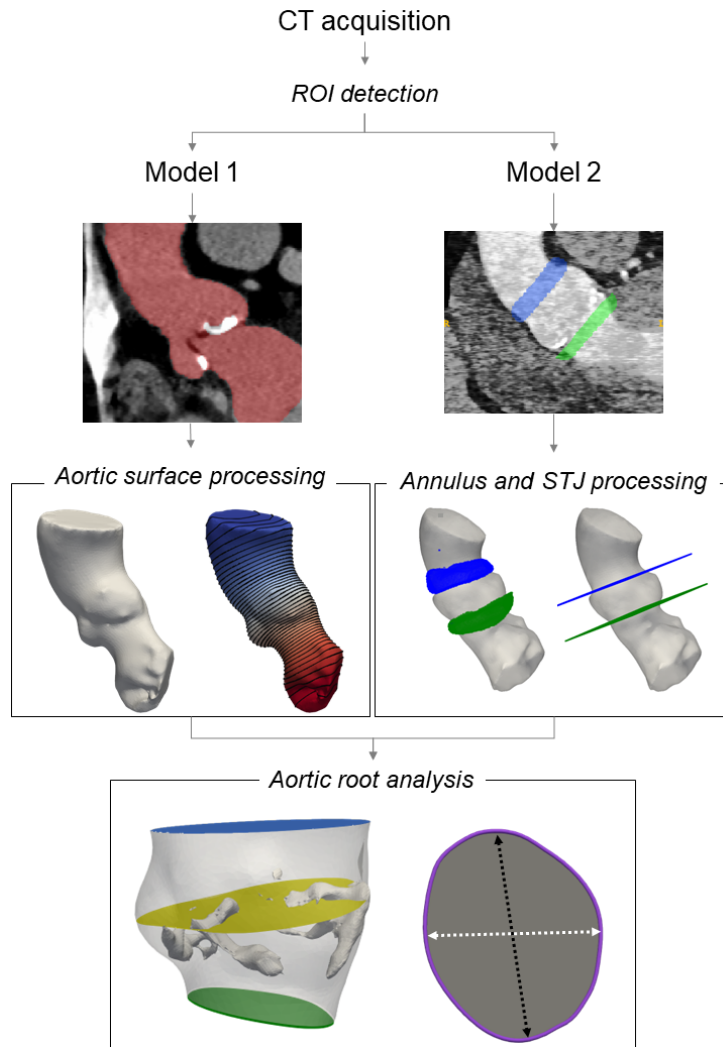 CT acquisition
ROI detection
Model 1
Model 2
Aortic surface processing
Annulus and STJ processing
Aortic root analysis